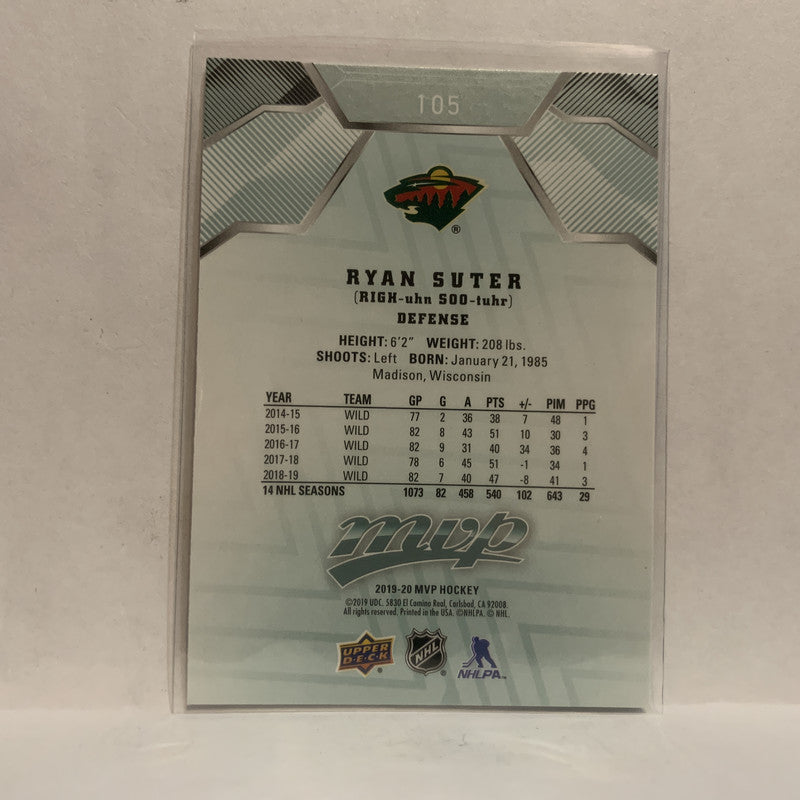 105
®
RYAN SUTER
(RIGH-uhn SOO-tuhr)
DEFENSE
HEIGHT: 6'2" WEIGHT: 208 lbs.
SHOOTS: Left BORN: January 21, 1985
Madison, Wisconsin
YEAR TEAM GP G A PTS +/- PIM PPG
2014-15 WILD 77 2 36 38 7 48 1
2015-16 WILD 82 8 43 51 10 30 3
2016-17 WILD 82 9 31 40 34 36 4
2017-18 WILD 78 6 45 51 -1 34 1
2018-19 WILD 82 7 40 47 -8 41 3
14 NHL SEASONS 1073 82 458 540 102 643 29
mvp
2019-20 MVP HOCKEY
©2019 UDC. 5830 El Camino Real, Carlsbad, CA 92008.
All rights reserved. Printed in the USA. ©NHLPA. © NHL.
UPPER DECK ® NHL ® NHLPA™